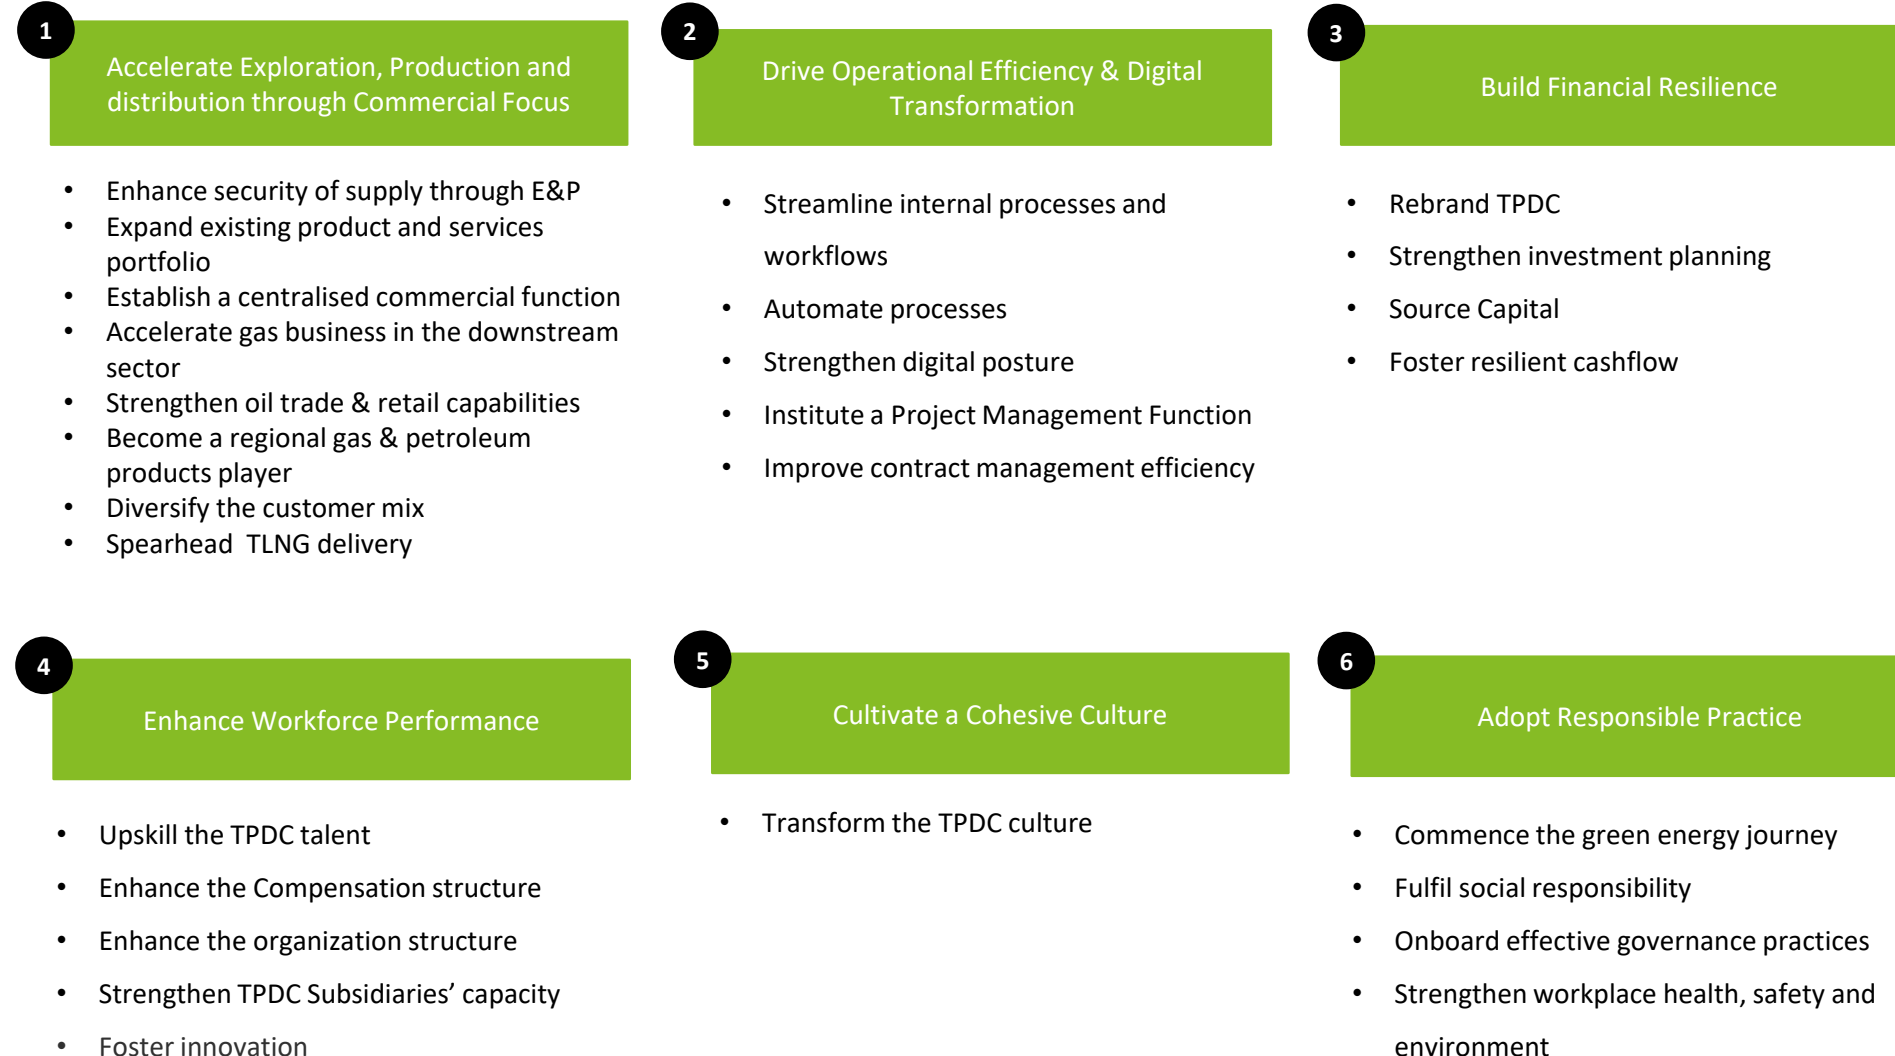 1
Accelerate Exploration, Production and
distribution through Commercial Focus
• Enhance security of supply through E&P
• Expand existing product and services
portfolio
• Establish a centralised commercial function
• Accelerate gas business in the downstream
sector
• Strengthen oil trade & retail capabilities
• Become a regional gas & petroleum
products player
• Diversify the customer mix
• Spearhead TLNG delivery
2
Drive Operational Efficiency & Digital
Transformation
• Streamline internal processes and
workflows
• Automate processes
• Strengthen digital posture
• Institute a Project Management Function
• Improve contract management efficiency
3
Build Financial Resilience
• Rebrand TPDC
• Strengthen investment planning
• Source Capital
• Foster resilient cashflow
4
Enhance Workforce Performance
• Upskill the TPDC talent
• Enhance the Compensation structure
• Enhance the organization structure
• Strengthen TPDC Subsidiaries’ capacity
• Foster innovation
5
Cultivate a Cohesive Culture
• Transform the TPDC culture
6
Adopt Responsible Practice
• Commence the green energy journey
• Fulfil social responsibility
• Onboard effective governance practices
• Strengthen workplace health, safety and
environment